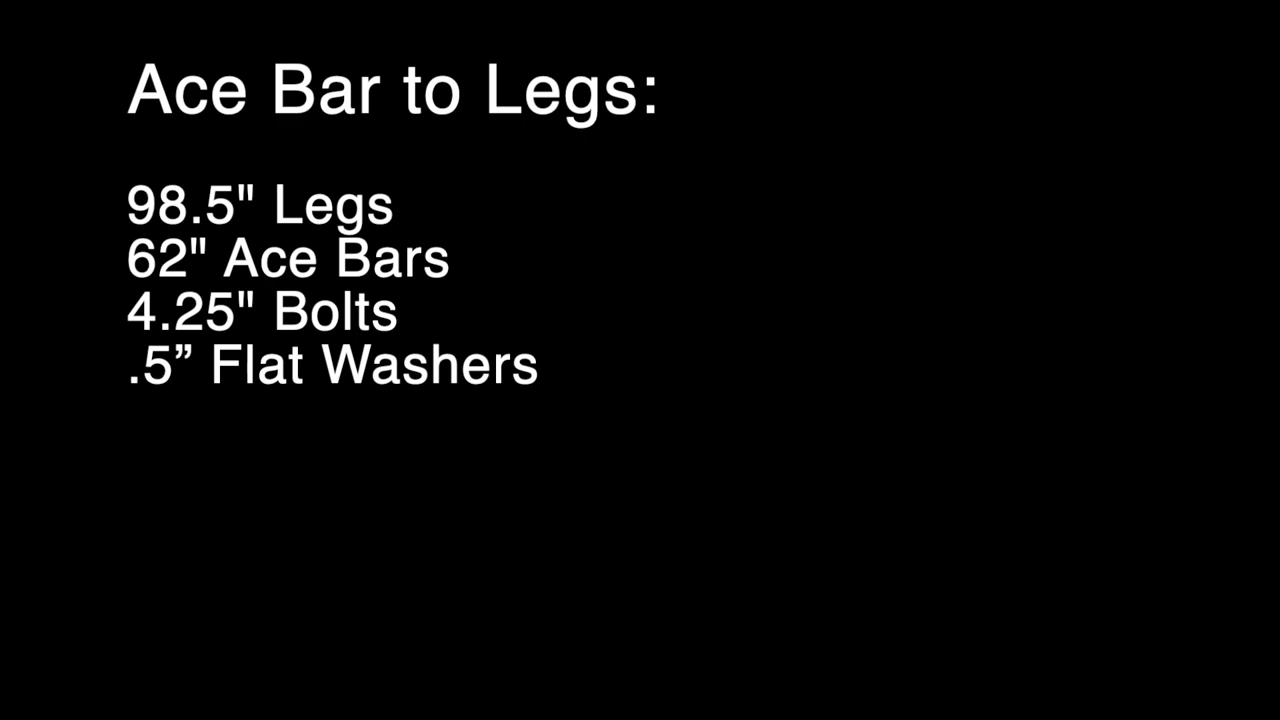 Ace Bar to Legs:
98.5" Legs
62" Ace Bars
4.25" Bolts
.5” Flat Washers